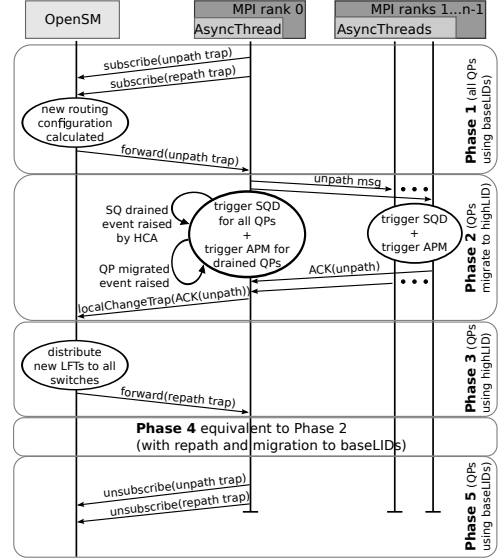 OpenSM
MPI rank 0
AsyncThread
MPI ranks 1...n-1
AsyncThreads
subscribe(unpath trap)
subscribe(repath trap)
new routing
configuration
calculated
forward(unpath trap)
Phase 1 (all QPs
using baseLIDs)
unpath msg
SQ drained
event raised
by HCA
QP migrated
event raised
trigger SQD
for all QPs
+
trigger APM for
drained QPs
trigger SQD
+
trigger APM
ACK(unpath)
localChangeTrap(ACK(unpath))
Phase 2 (QPs
migrate to highLID)
distribute
new LFTs to all
switches
forward(repath trap)
Phase 3 (QPs
using highLID)
Phase 4 equivalent to Phase 2
(with repath and migration to baseLIDs)
unsubscribe(unpath trap)
unsubscribe(repath trap)
Phase 5 (QPs
using baseLIDs)